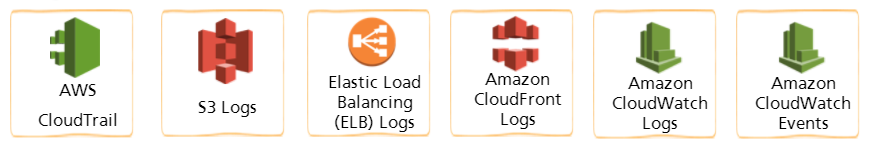 AWS
CloudTrail
S3 Logs
Elastic Load
Balancing
(ELB) Logs
Amazon
CloudFront
Logs
Amazon
CloudWatch
Logs
Amazon
CloudWatch
Events